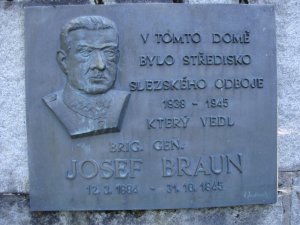 V TOMTO DOMĚ
BYLO STŘEDISKO
SLEZSKÉHO ODBOJE
1939 - 1945
KTERÝ VEDL
BRIG. GEN.
JOSEF BRAUN
12. 3. 1884 - 31. 10. 1945